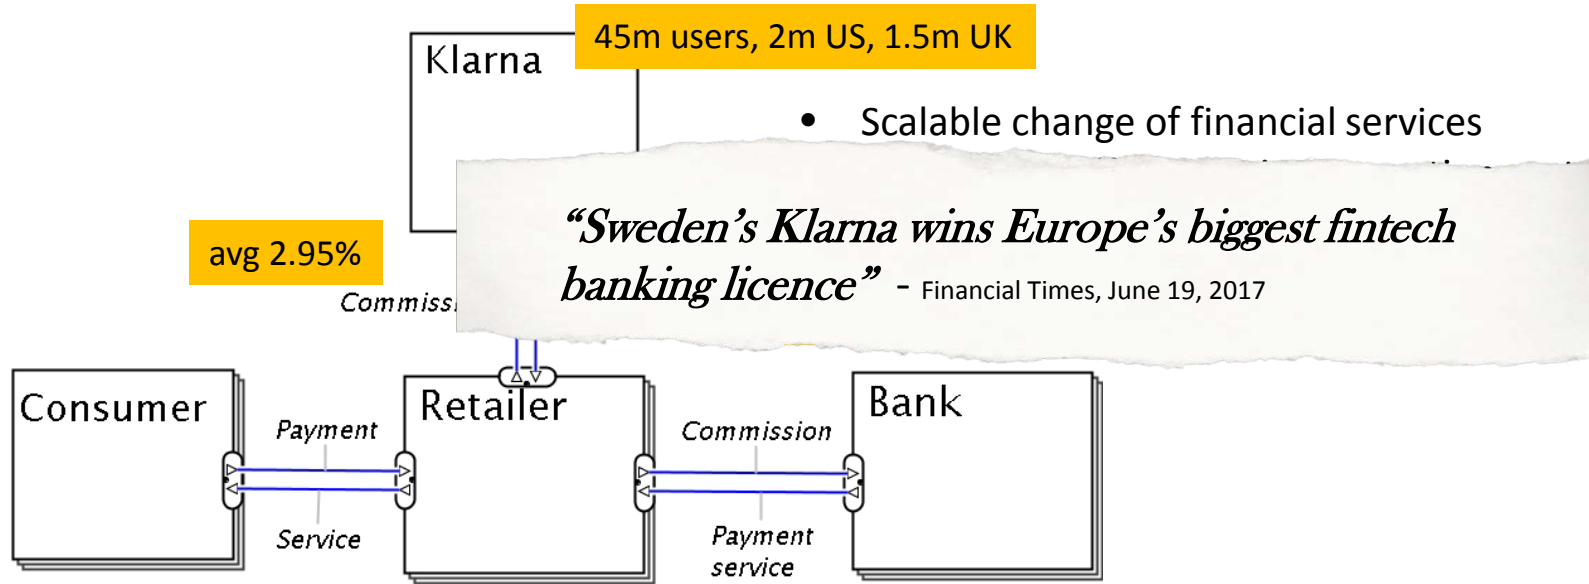 45m users, 2m US, 1.5m UK
Klarna
• Scalable change of financial services
“Sweden’s Klarna wins Europe’s biggest fintech
banking licence” - Financial Times, June 19, 2017
avg 2.95%
Consumer
Payment
Service
Retailer
Commission
Payment
service
Bank